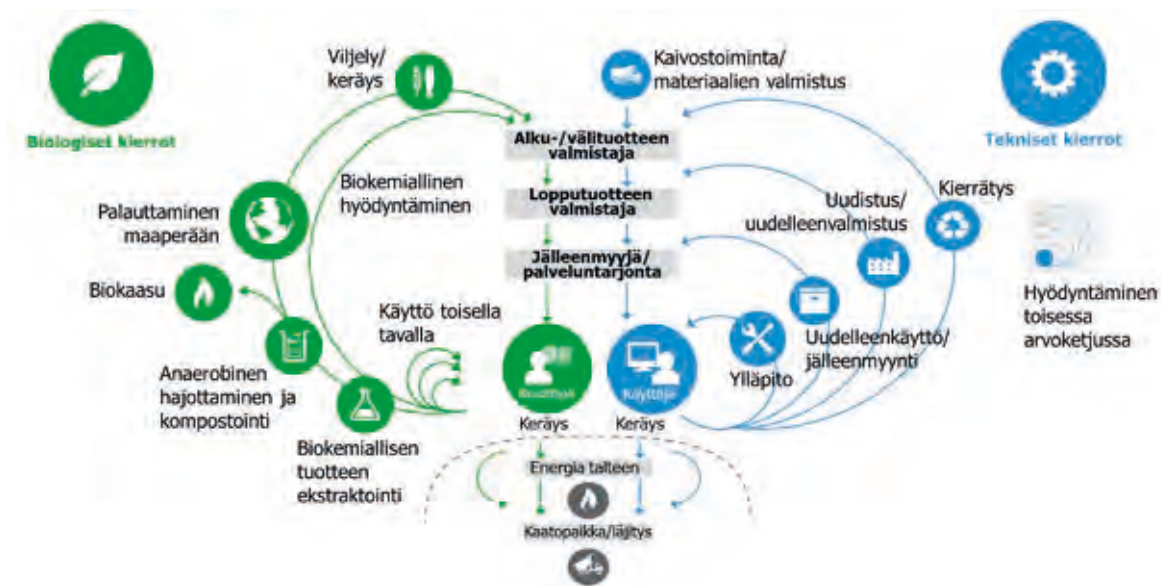 Viljely/
keräys
Kaivostoiminta/
materiaalien valmistus
Biologiset kierrot
Tekniset kierrot
Alku-/välituotteen
valmistaja
Biokemiallinen
hyödyntäminen
Lopputuotteen
valmistaja
Uudistus/
uudelleenvalmistus
Kierrätys
Palauttaminen
maaperään
Jälleenmyyjä/
palveluntarjonta
Biokaasu
Käyttö toisella
tavalla
Hyödyntäminen
toisessa
arvoketjussa
Uudelleenkäyttö/
jälleenmyynti
Ylläpito
Anaerobinen
hajottaminen ja
kompostointi
Kuluttaja
Käyttäjä
Keräys
Keräys
Biokemiallisen
tuotteen
ekstraktointi
Energia talteen
Kaatopaikka/läjitys